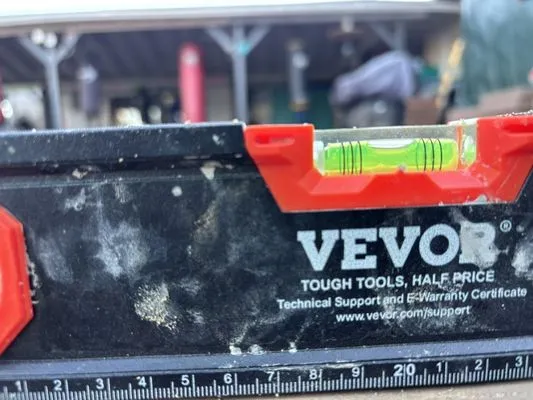 VEVOR®
TOUGH TOOLS, HALF PRICE
Technical Support and E-Warranty Certificate
www.vevor.com/support
1 2 3 4 5 6 7 8 9 20 1 2 3